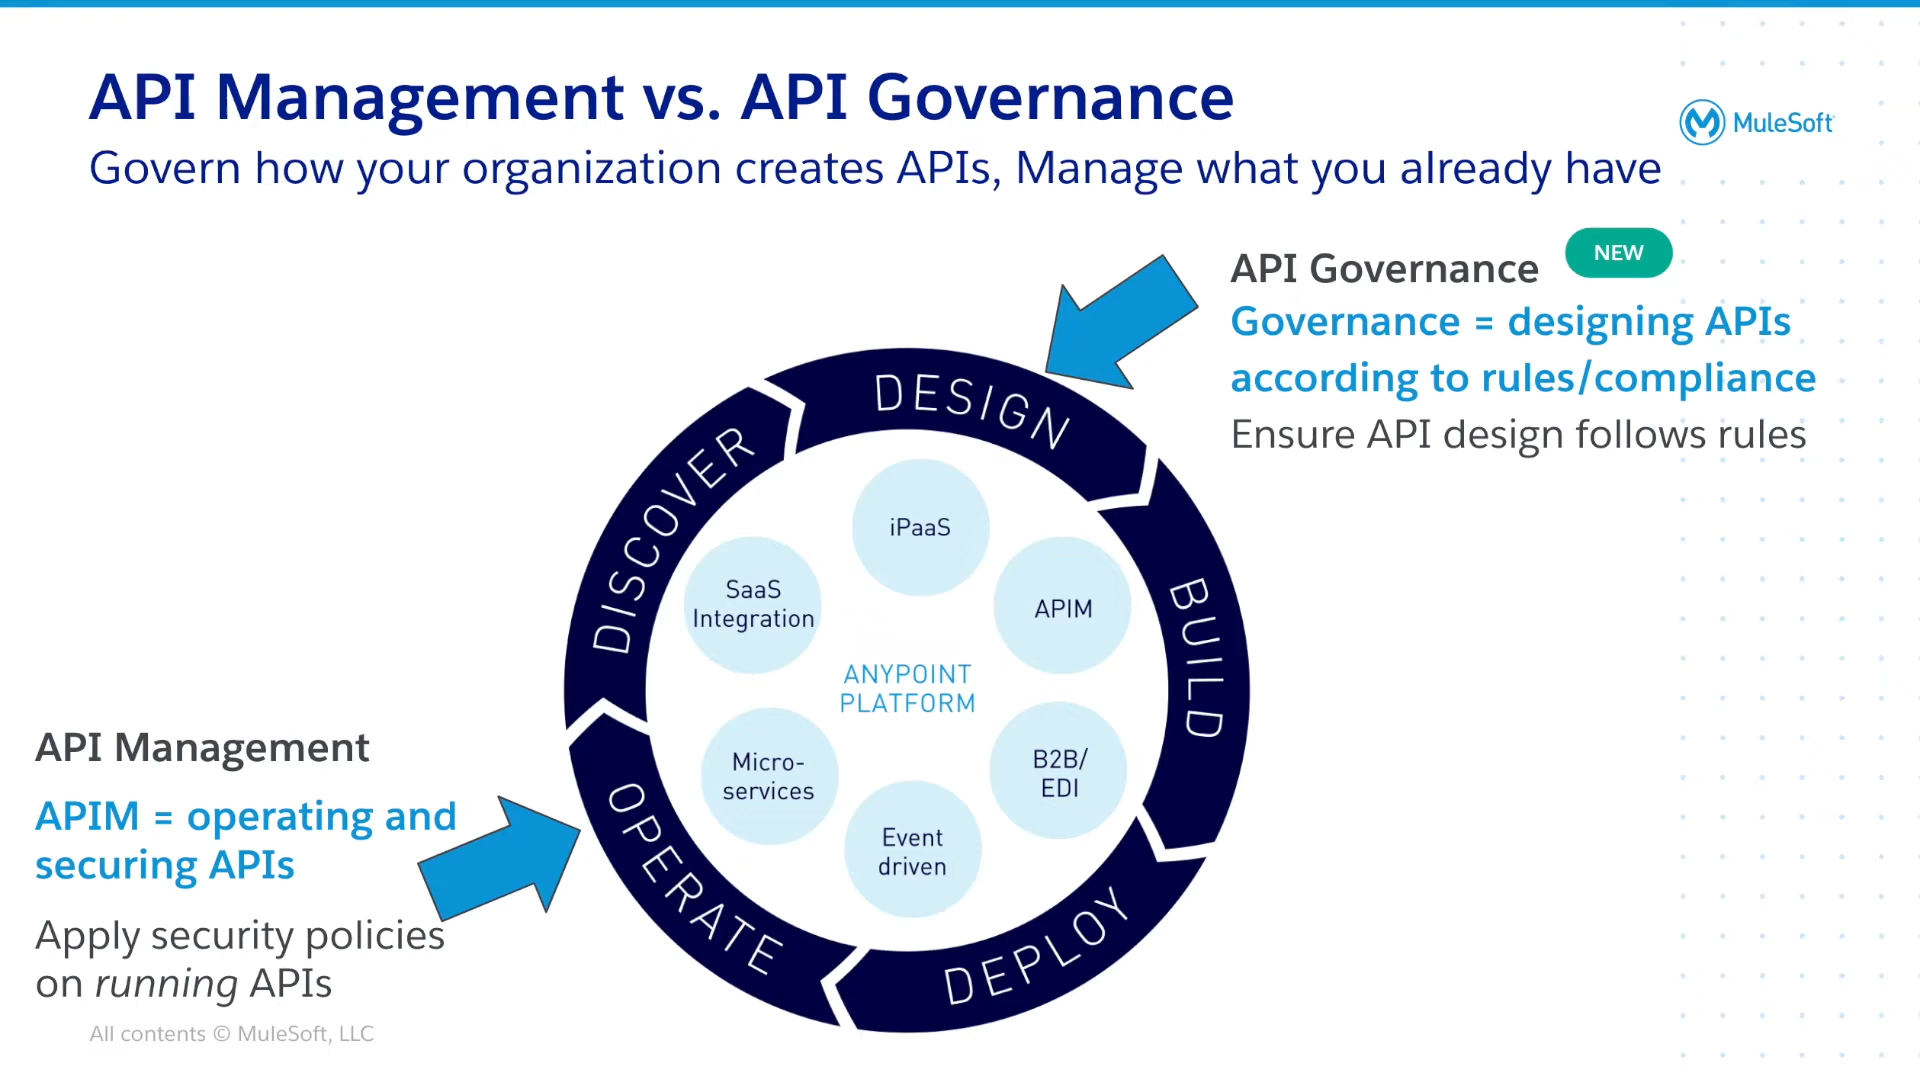 API Management vs. API Governance
Govern how your organization creates APIs, Manage what you already have
MuleSoft
API Governance
NEW
Governance = designing APIs
according to rules/compliance
Ensure API design follows rules
DESIGN
BUILD
DEPLOY
OPERATE
DISCOVER
iPaaS
SaaS
Integration
APIM
ANYPOINT
PLATFORM
Micro-
services
B2B/
EDI
Event
driven
API Management
APIM = operating and
securing APIs
Apply security policies
on running APIs
All contents © MuleSoft, LLC